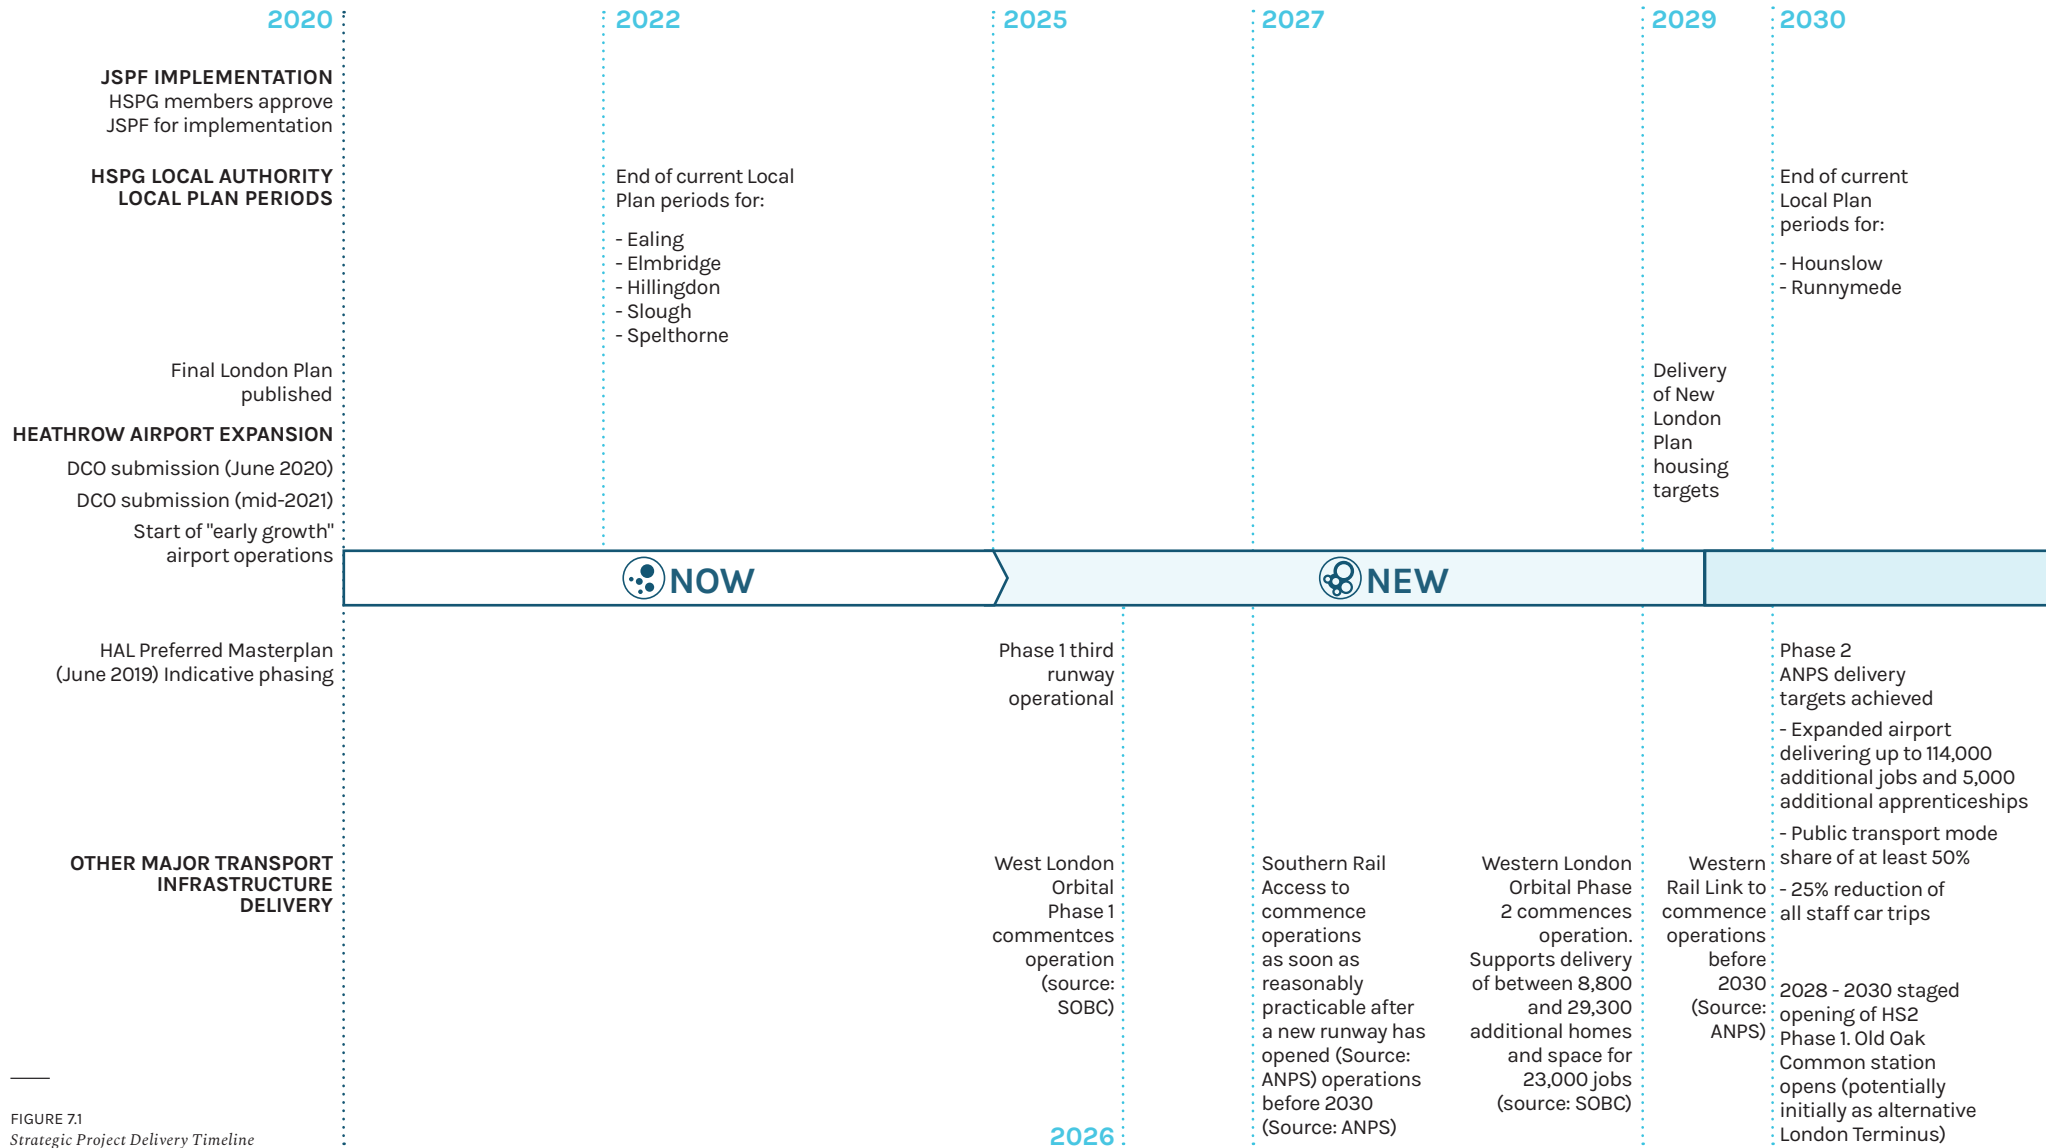 2020
2022
2025
2027
2029
2030
JSPF IMPLEMENTATION
HSPG members approve
JSPF for implementation
HSPG LOCAL AUTHORITY
LOCAL PLAN PERIODS
End of current Local
Plan periods for:
- Ealing
- Elmbridge
- Hillingdon
- Slough
- Spelthorne
End of current
Local Plan
periods for:
- Hounslow
- Runnymede
Final London Plan
published
Delivery
of New
London
Plan
housing
targets
HEATHROW AIRPORT EXPANSION
DCO submission (June 2020)
DCO submission (mid-2021)
Start of "early growth"
airport operations
NOW
NEW
HAL Preferred Masterplan
(June 2019) Indicative phasing
Phase 1 third
runway
operational
Phase 2
ANPS delivery
targets achieved
- Expanded airport
delivering up to 114,000
additional jobs and 5,000
additional apprenticeships
- Public transport mode
share of at least 50%
- 25% reduction of
all staff car trips
OTHER MAJOR TRANSPORT
INFRASTRUCTURE
DELIVERY
West London
Orbital
Phase 1
commentces
operation
(source:
SOBC)
Southern Rail
Access to
commence
operations
as soon as
reasonably
practicable after
a new runway has
opened (Source:
ANPS) operations
before 2030
(Source: ANPS)
Western London
Orbital Phase
2 commences
operation.
Supports delivery
of between 8,800
and 29,300
additional homes
and space for
23,000 jobs
(source: SOBC)
Western
Rail Link to
commence
operations
before
2030
(Source:
ANPS)
2028 - 2030 staged
opening of HS2
Phase 1. Old Oak
Common station
opens (potentially
initially as alternative
London Terminus)
2026
FIGURE 7.1
Strategic Project Delivery Timeline